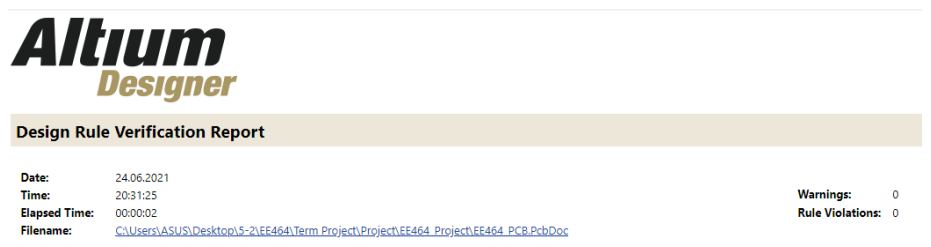 Altium
Designer
Design Rule Verification Report
Date: 24.06.2021
Time: 20:31:25 Warnings: 0
Elapsed Time: 00:00:02 Rule Violations: 0
Filename: C:\Users\ASUS\Desktop\5-2\EE464\Term Project\Project\EE464_Project\EE464_PCB.PcbDoc